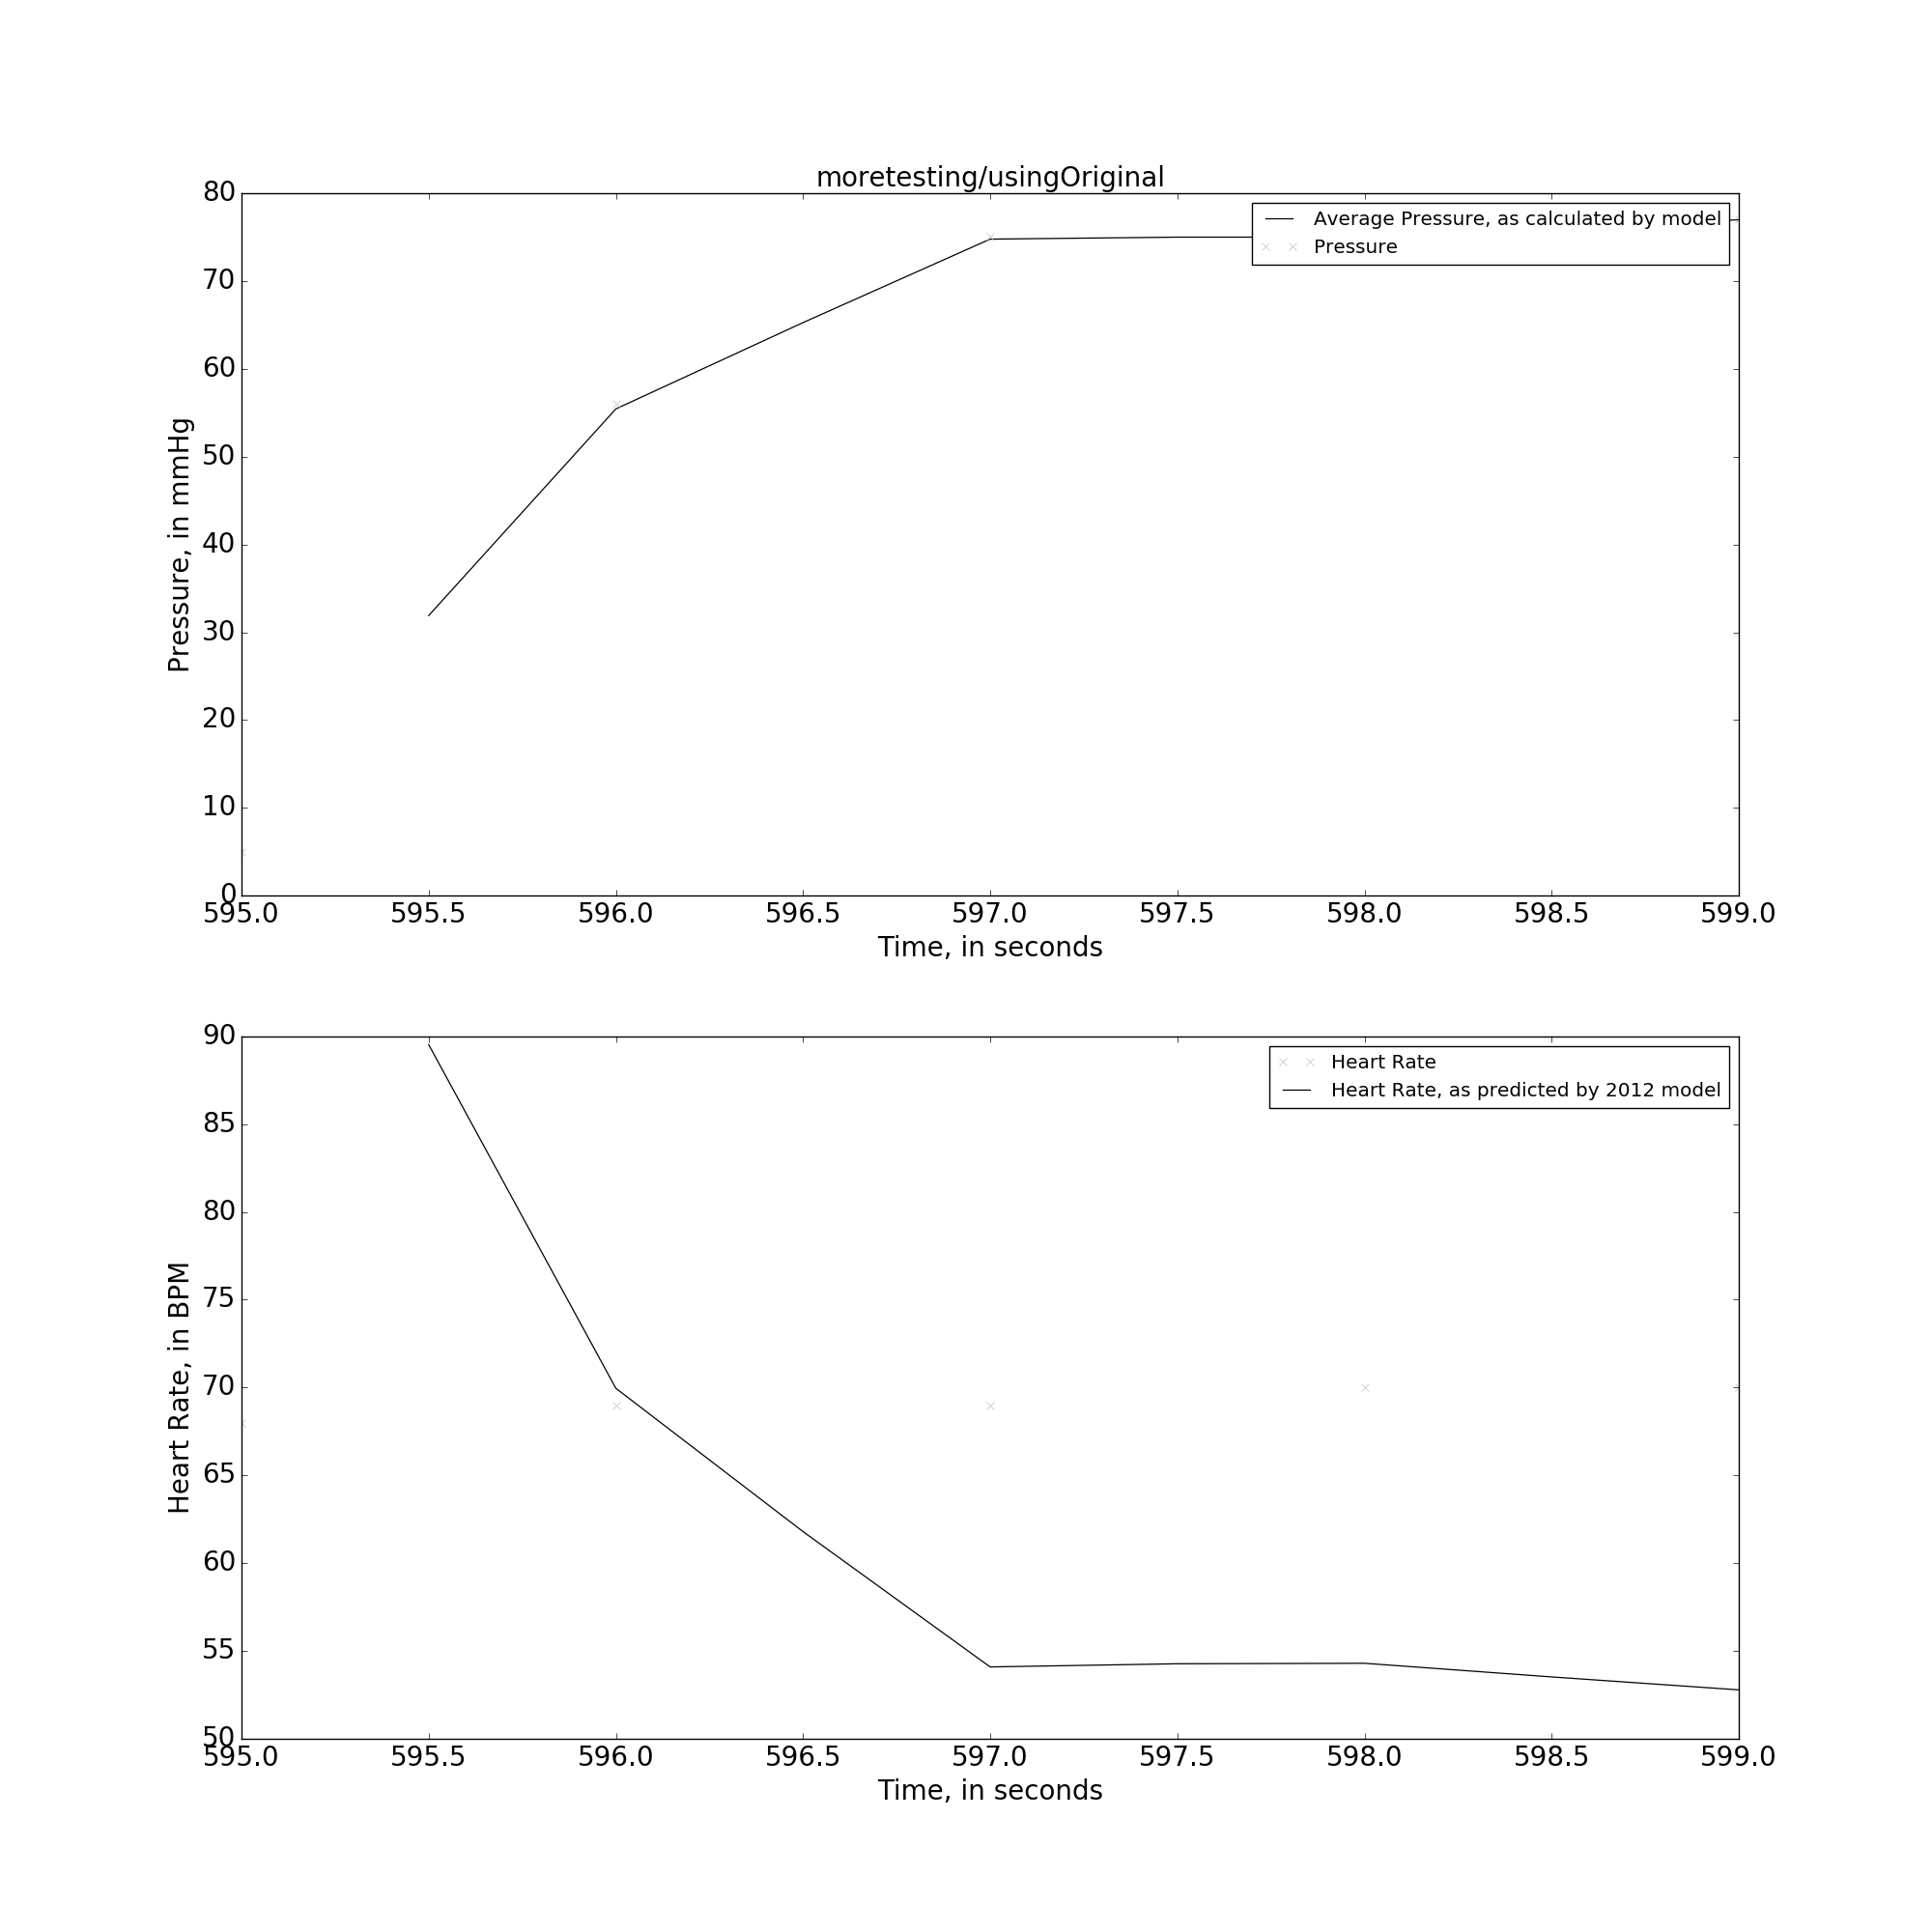 moretesting/usingOriginal
80
70
60
50
40
30
20
10
0
Pressure, in mmHg
Average Pressure, as calculated by model
Pressure
595.0 595.5 596.0 596.5 597.0 597.5 598.0 598.5 599.0
Time, in seconds
90
85
80
75
70
65
60
55
50
Heart Rate, in BPM
Heart Rate
Heart Rate, as predicted by 2012 model
595.0 595.5 596.0 596.5 597.0 597.5 598.0 598.5 599.0
Time, in seconds